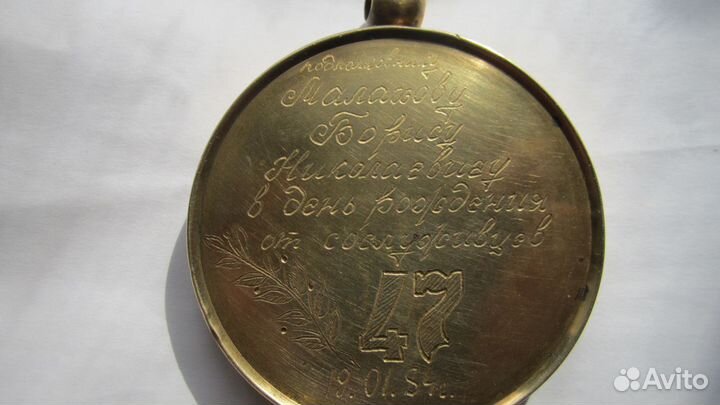 подполковнику
Малахову
Борису
Николаевичу
в день рождения
от сослуживцев
47
19.01.84г.
Avito